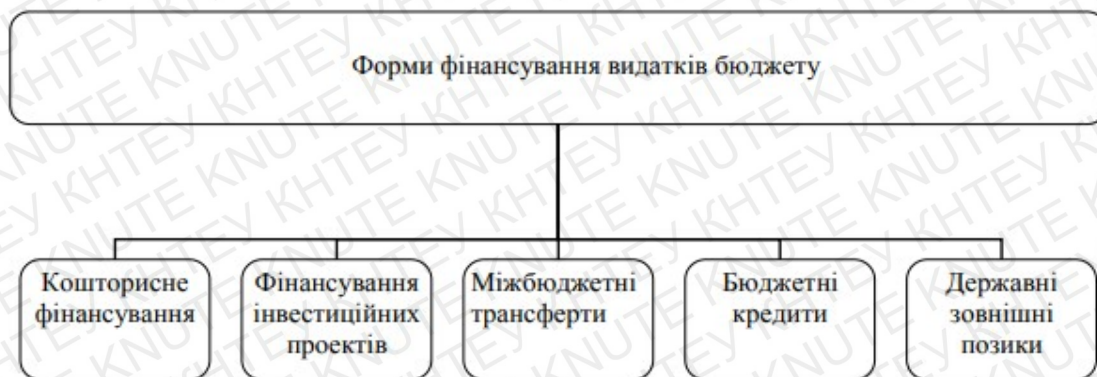 Форми фінансування видатків бюджету
Кошторисне
фінансування
Фінансування
інвестиційних
проектів
Міжбюджетні
трансферти
Бюджетні
кредити
Державні
зовнішні
позики